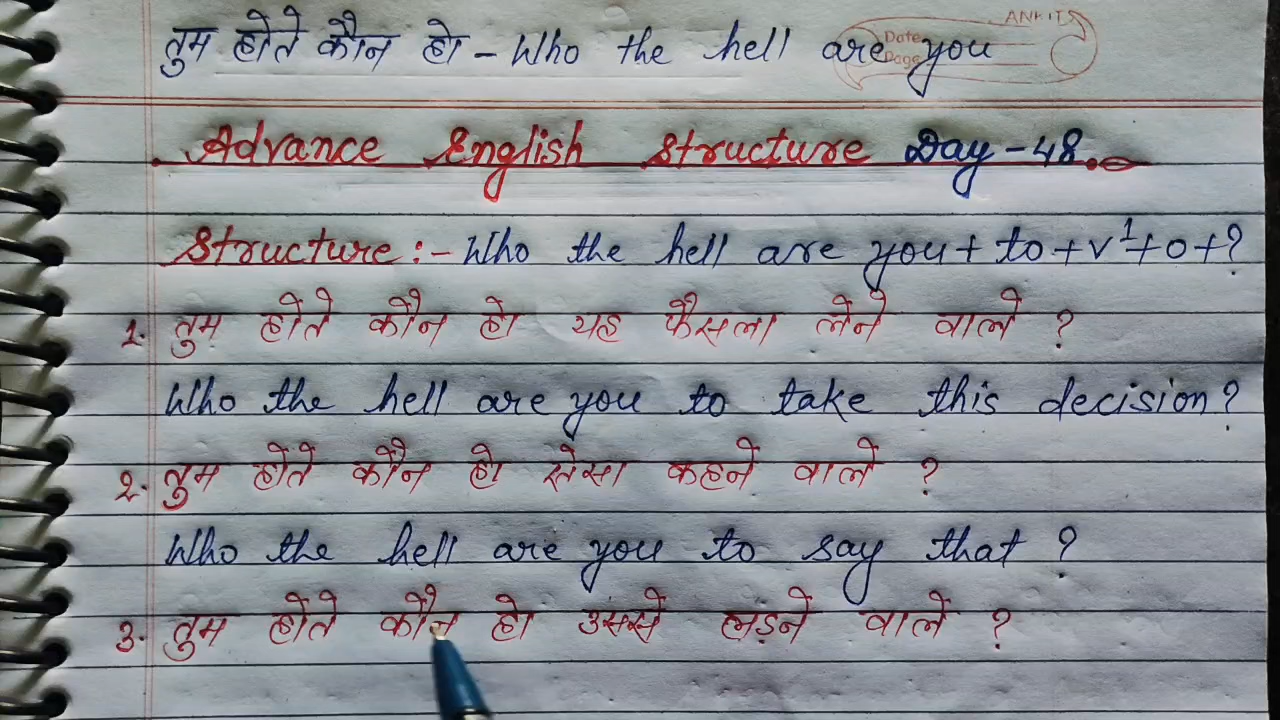 ANKIT'S
Date
Page
तुम होते कौन हो - Who the hell are you
Advance English Structure Day - 48.
Structure :- Who the hell are you + to + v¹ + o + ?
1. तुम होते कौन हो यह फैसला लेने वाले ?
Who the hell are you to take this decision?
2. तुम होते कौन हो ऐसा कहने वाले ?
Who the hell are you to say that ?
3. तुम होते कौन हो उससे लड़ने वाले ?